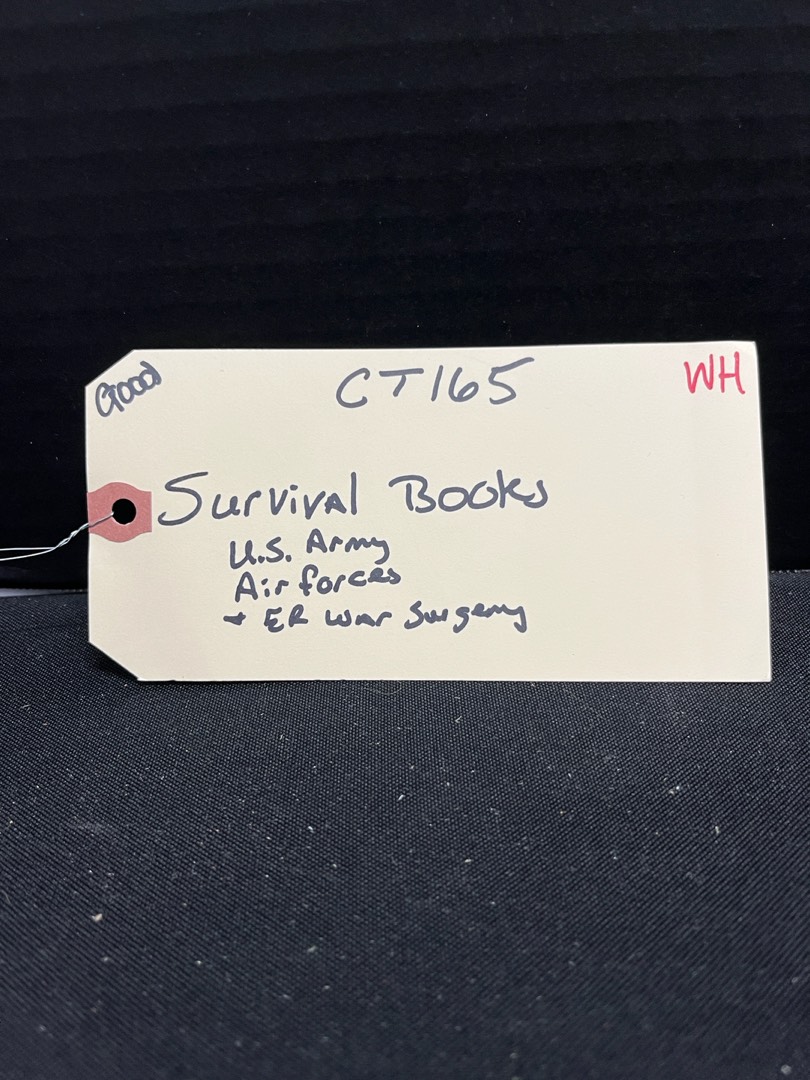 Good
CT165
WH
Survival Books
U.S. Army
Air forces
+ ER War Surgery